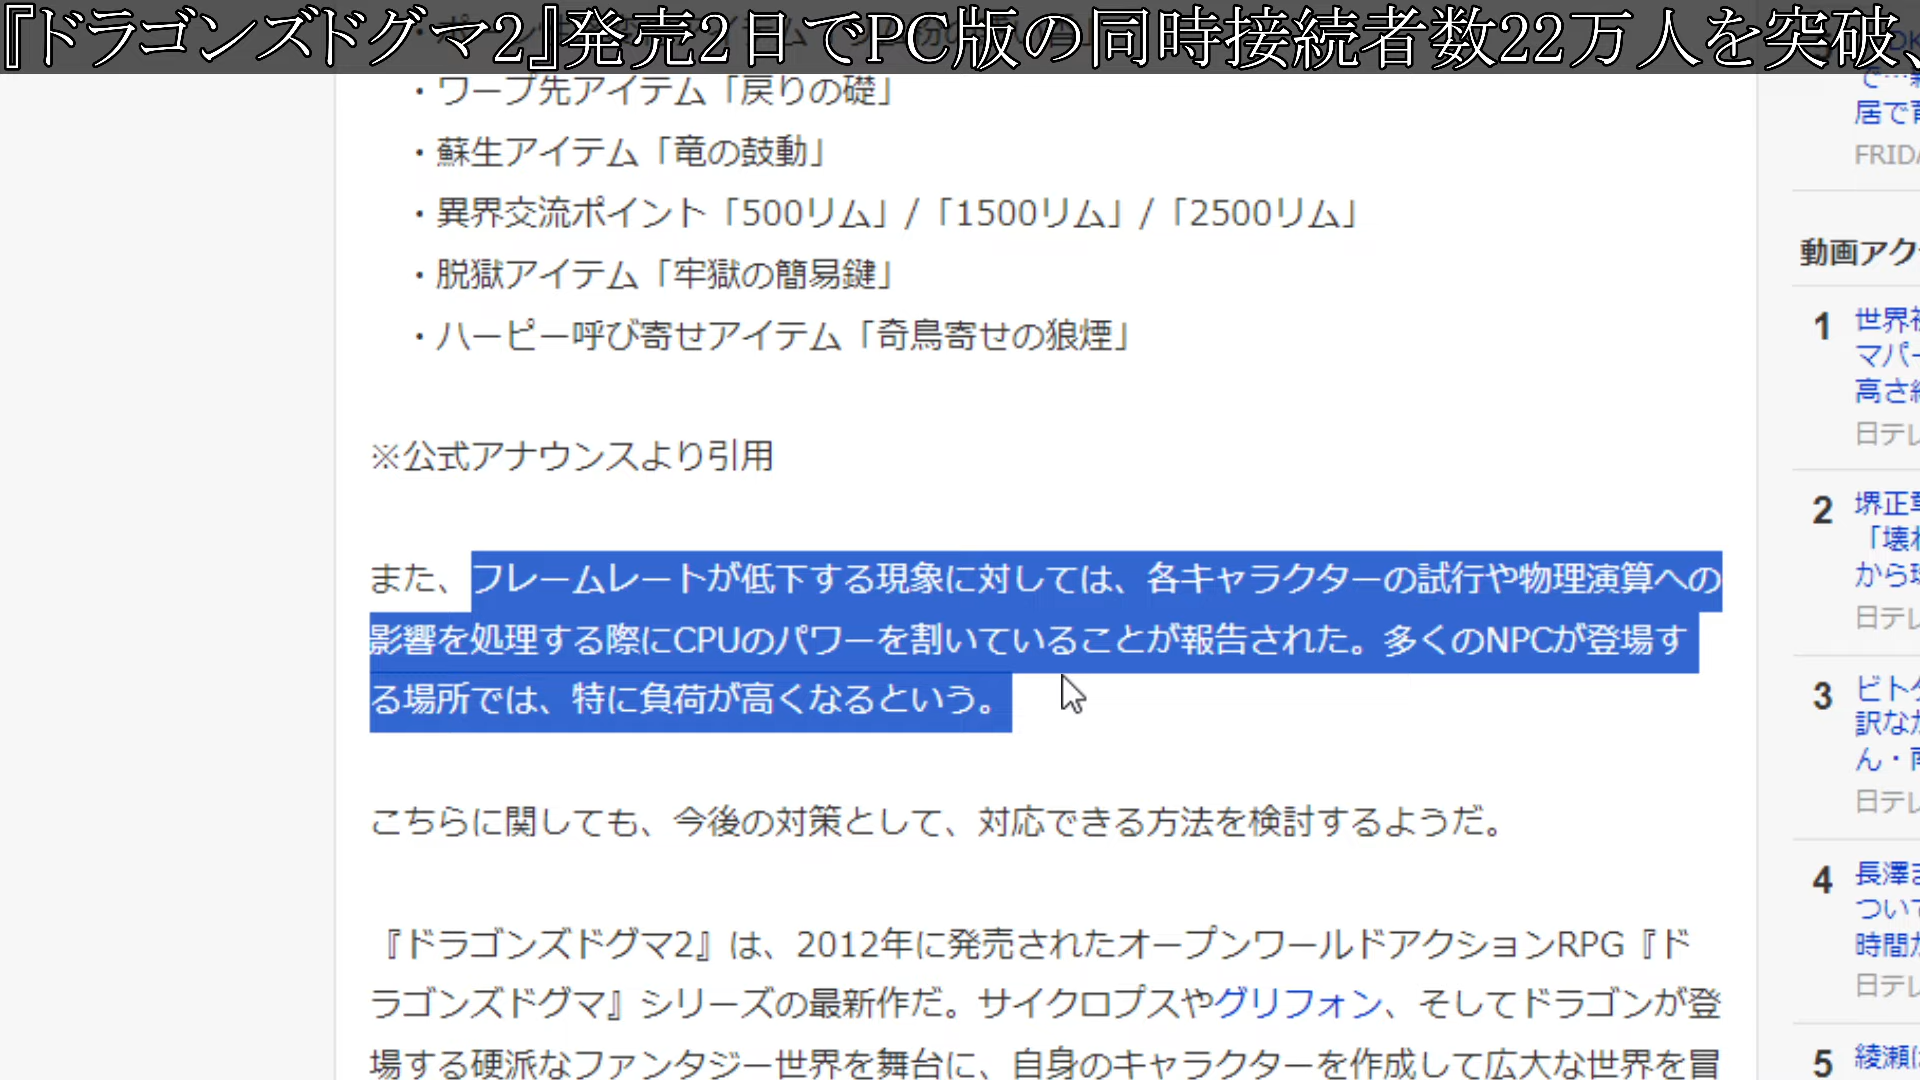 『ドラゴンズドグマ2』発売2日でPC版の同時接続者数22万人を突破、
・ワープ先アイテム「戻りの礎」
・蘇生アイテム「竜の鼓動」
・異界交流ポイント「500リム」/「1500リム」/「2500リム」
・脱獄アイテム「牢獄の簡易鍵」
・ハーピー呼び寄せアイテム「奇鳥寄せの狼煙」
※公式アナウンスより引用
また、フレームレートが低下する現象に対しては、各キャラクターの試行や物理演算への
影響を処理する際にCPUのパワーを割いていることが報告された。多くのNPCが登場す
る場所では、特に負荷が高くなるという。
こちらに関しても、今後の対策として、対応できる方法を検討するようだ。
『ドラゴンズドグマ2』は、2012年に発売されたオープンワールドアクションRPG『ド
ラゴンズドグマ』シリーズの最新作だ。サイクロプスやグリフォン、そしてドラゴンが登
場する硬派なファンタジー世界を舞台に、自身のキャラクターを作成して広大な世界を冒
で…
居で
FRIDA
動画アク
1 世界
マパー
高さ
日テレ
2 堺正
「壊
から
日テレ
3 ビト
訳な
ん・
日テレ
4 長澤
つい
時間
日テレ
5 綾瀬